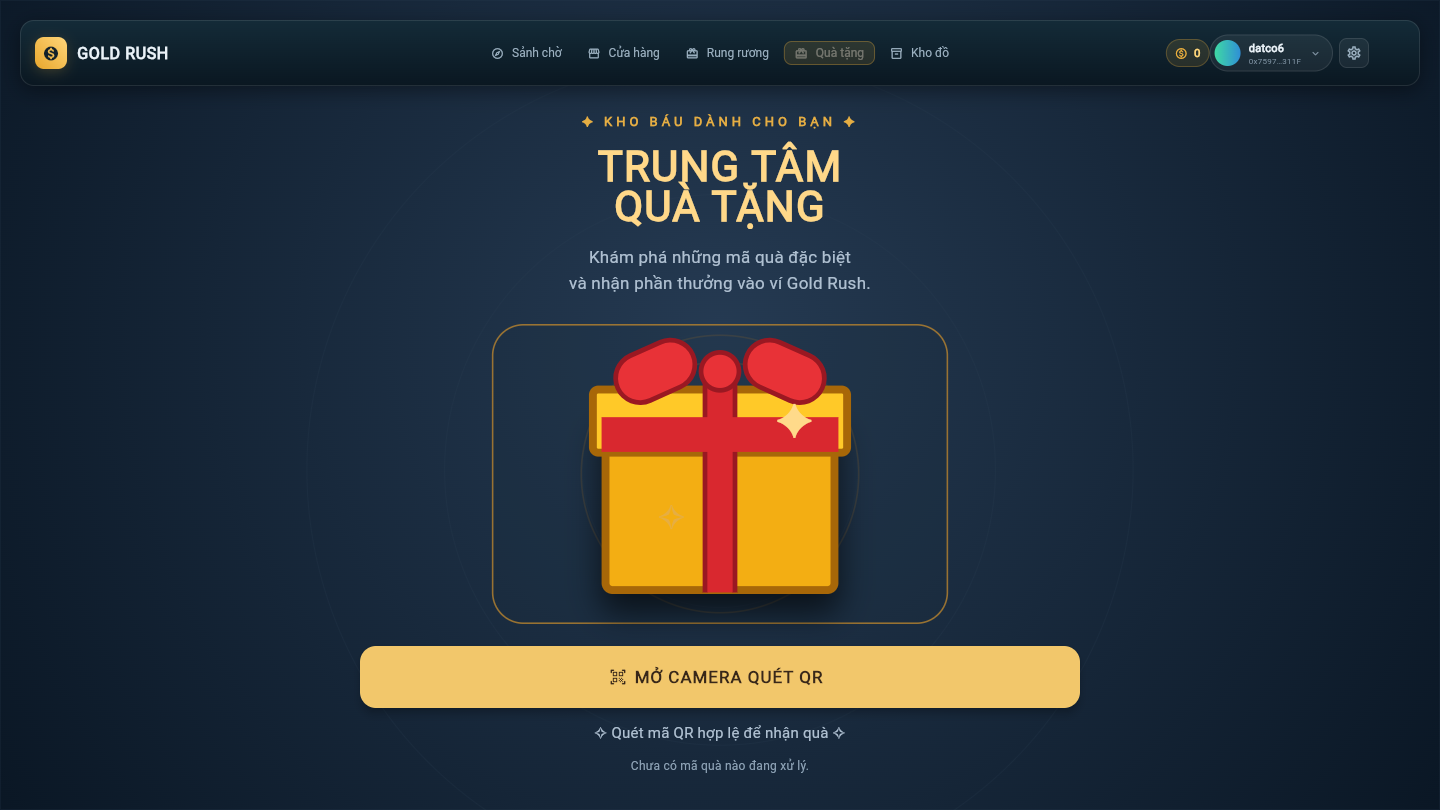 GOLD RUSH
Sảnh chờ
Cửa hàng
Rung rương
Quà tặng
Kho đồ
0
datco6
0x7597...311F
✦ KHO BÁU DÀNH CHO BẠN ✦
TRUNG TÂM
QUÀ TẶNG
Khám phá những mã quà đặc biệt
và nhận phần thưởng vào ví Gold Rush.
MỞ CAMERA QUÉT QR
✧ Quét mã QR hợp lệ để nhận quà ✧
Chưa có mã quà nào đang xử lý.